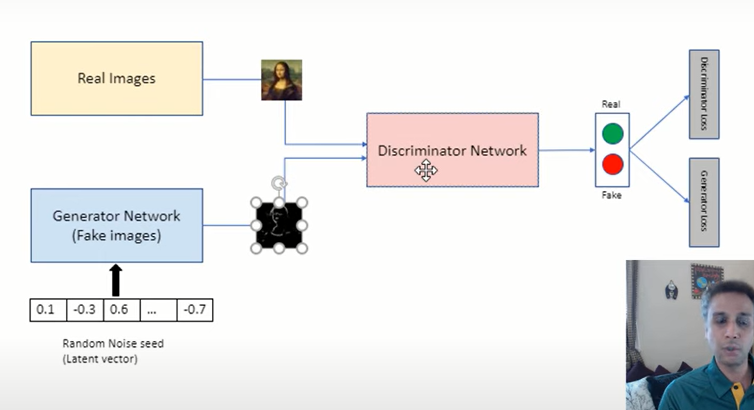 Real Images
Generator Network
(Fake images)
0.1 -0.3 0.6 ... -0.7
Random Noise seed
(Latent vector)
Discriminator Network
Real
Fake
Discriminator Loss
Generator Loss